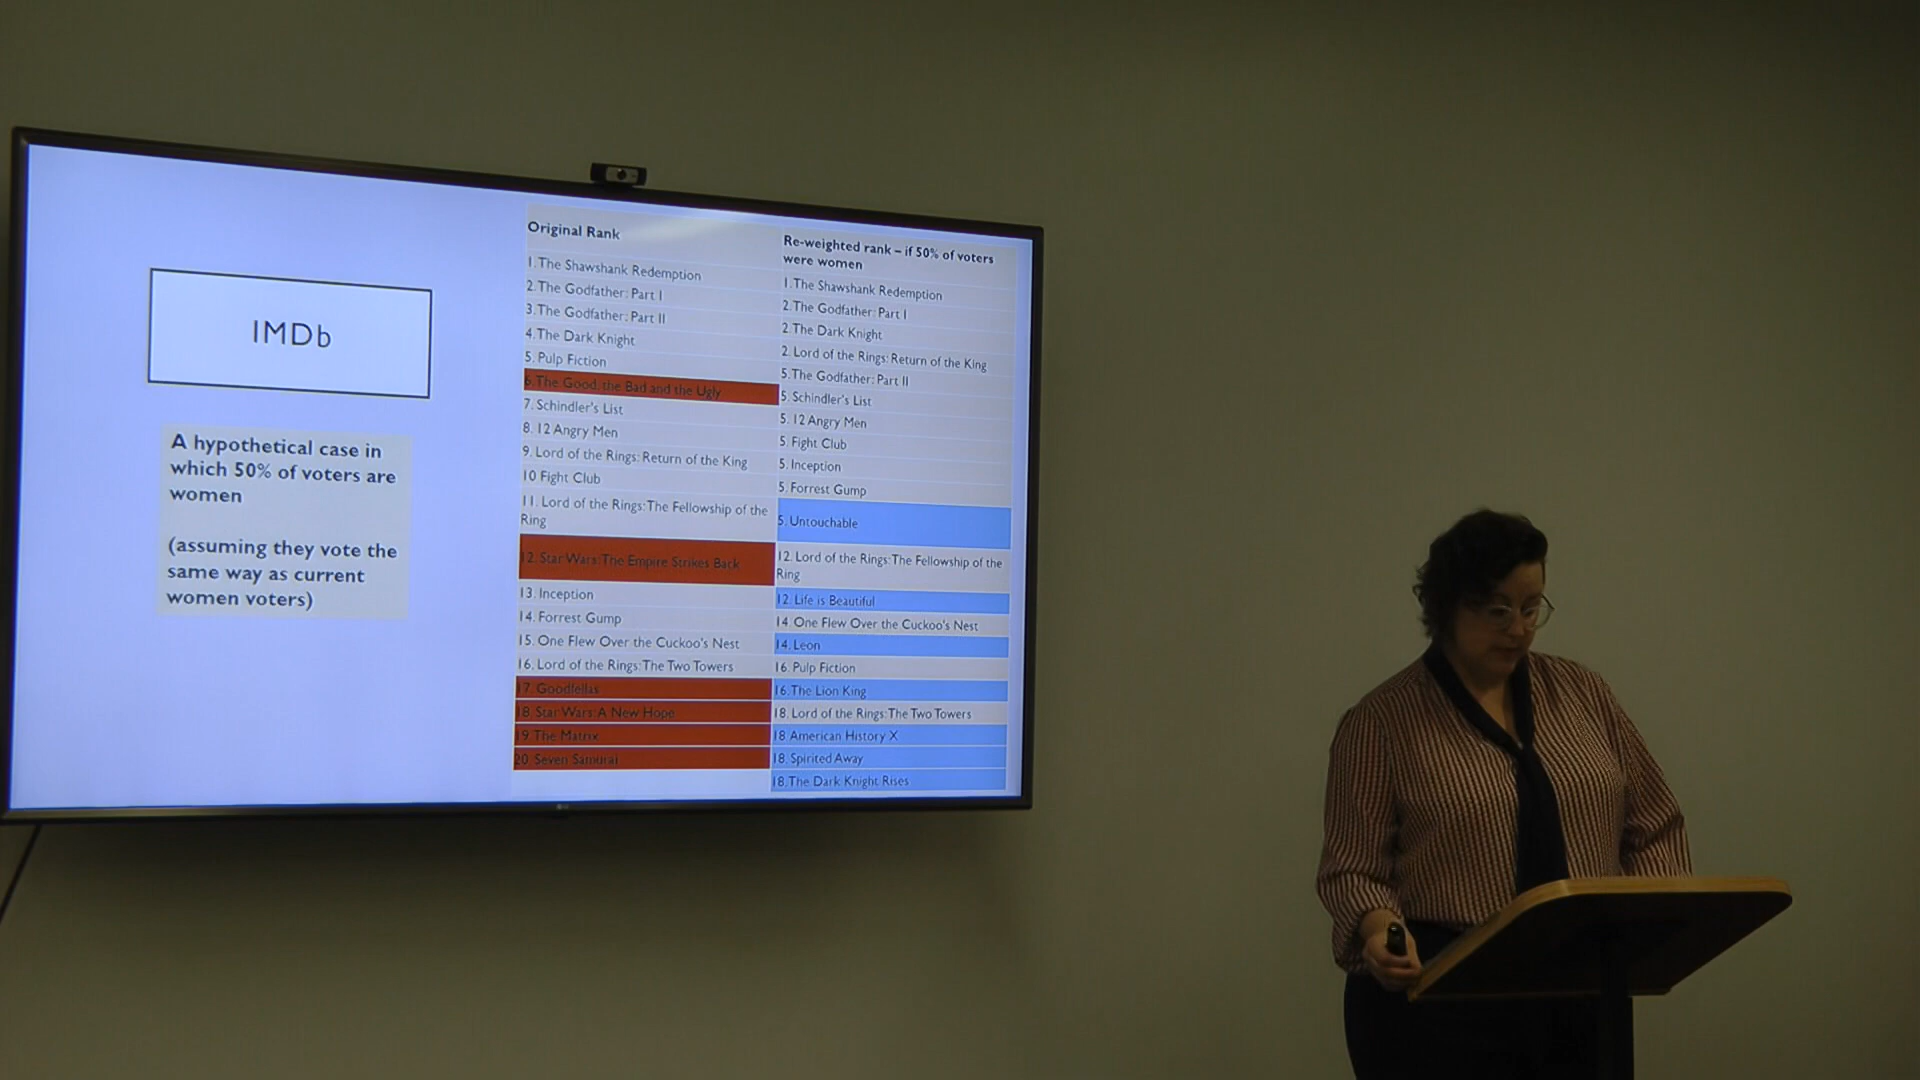 IMDb
A hypothetical case in
which 50% of voters are
women
(assuming they vote the
same way as current
women voters)
Original Rank
1. The Shawshank Redemption
2. The Godfather: Part I
3. The Godfather: Part II
4. The Dark Knight
5. Pulp Fiction
6. The Good, the Bad and the Ugly
7. Schindler's List
8. 12 Angry Men
9. Lord of the Rings: Return of the King
10 Fight Club
11. Lord of the Rings: The Fellowship of the
Ring
12. Star Wars: The Empire Strikes Back
13. Inception
14. Forrest Gump
15. One Flew Over the Cuckoo's Nest
16. Lord of the Rings: The Two Towers
17. Goodfellas
18. Star Wars: A New Hope
19. The Matrix
20. Seven Samurai
Re-weighted rank – if 50% of voters
were women
1. The Shawshank Redemption
2. The Godfather: Part I
2. The Dark Knight
2. Lord of the Rings: Return of the King
5. The Godfather: Part II
5. Schindler's List
5. 12 Angry Men
5. Fight Club
5. Inception
5. Forrest Gump
5. Untouchable
12. Lord of the Rings: The Fellowship of the
Ring
12. Life is Beautiful
14. One Flew Over the Cuckoo's Nest
14. Leon
16. Pulp Fiction
16. The Lion King
18. Lord of the Rings: The Two Towers
18 American History X
18. Spirited Away
18. The Dark Knight Rises